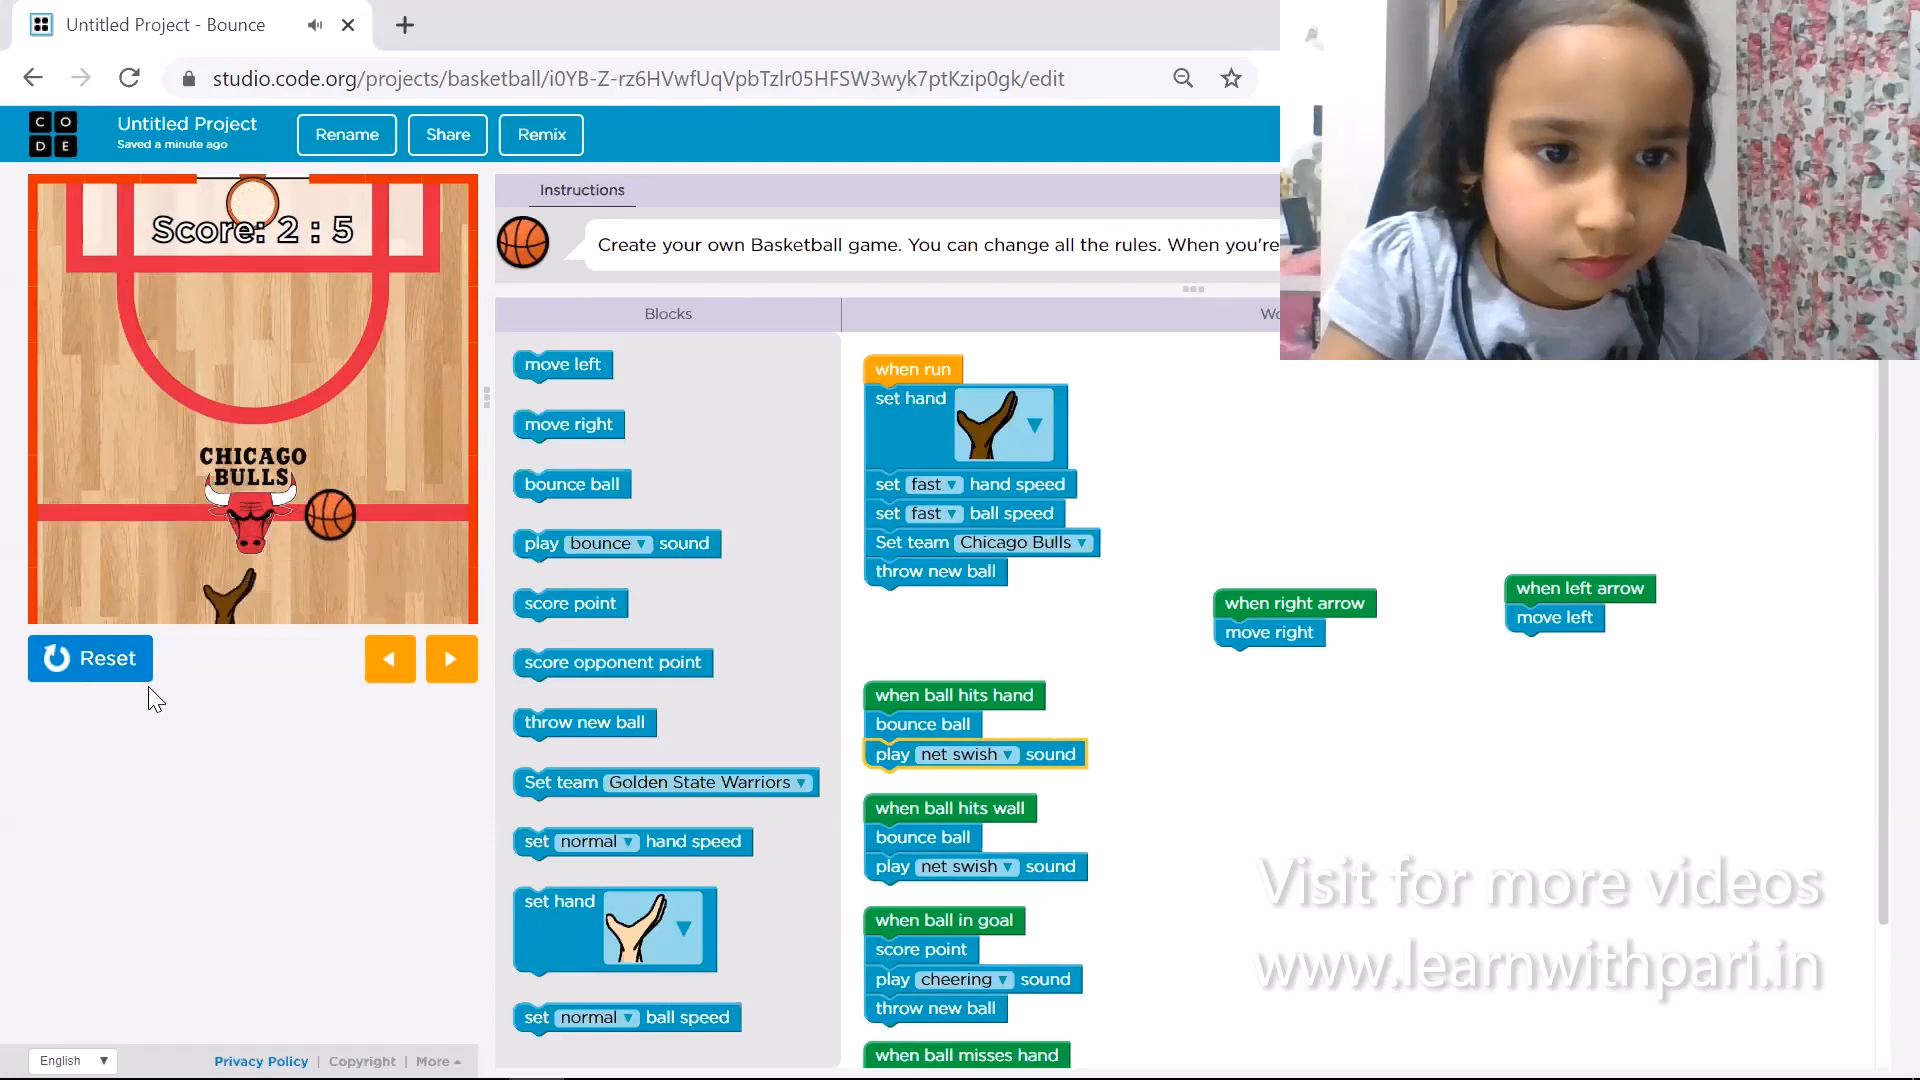 Untitled Project - Bounce
studio.code.org/projects/basketball/i0YB-Z-rz6HVwfUqVpbTzlr05HFSW3wyk7ptKzip0gk/edit
C O
D E
Untitled Project
Saved a minute ago
Rename
Share
Remix
Score: 2 : 5
CHICAGO
BULLS
Reset
Instructions
Create your own Basketball game. You can change all the rules. When you're
Blocks
Wo
move left
move right
bounce ball
play bounce sound
score point
score opponent point
throw new ball
Set team Golden State Warriors
set normal hand speed
set hand
set normal ball speed
when run
set hand
set fast hand speed
set fast ball speed
Set team Chicago Bulls
throw new ball
when right arrow
move right
when left arrow
move left
when ball hits hand
bounce ball
play net swish sound
when ball hits wall
bounce ball
play net swish sound
when ball in goal
score point
play cheering sound
throw new ball
when ball misses hand
Visit for more videos
www.learnwithpari.in
English
Privacy Policy | Copyright | More